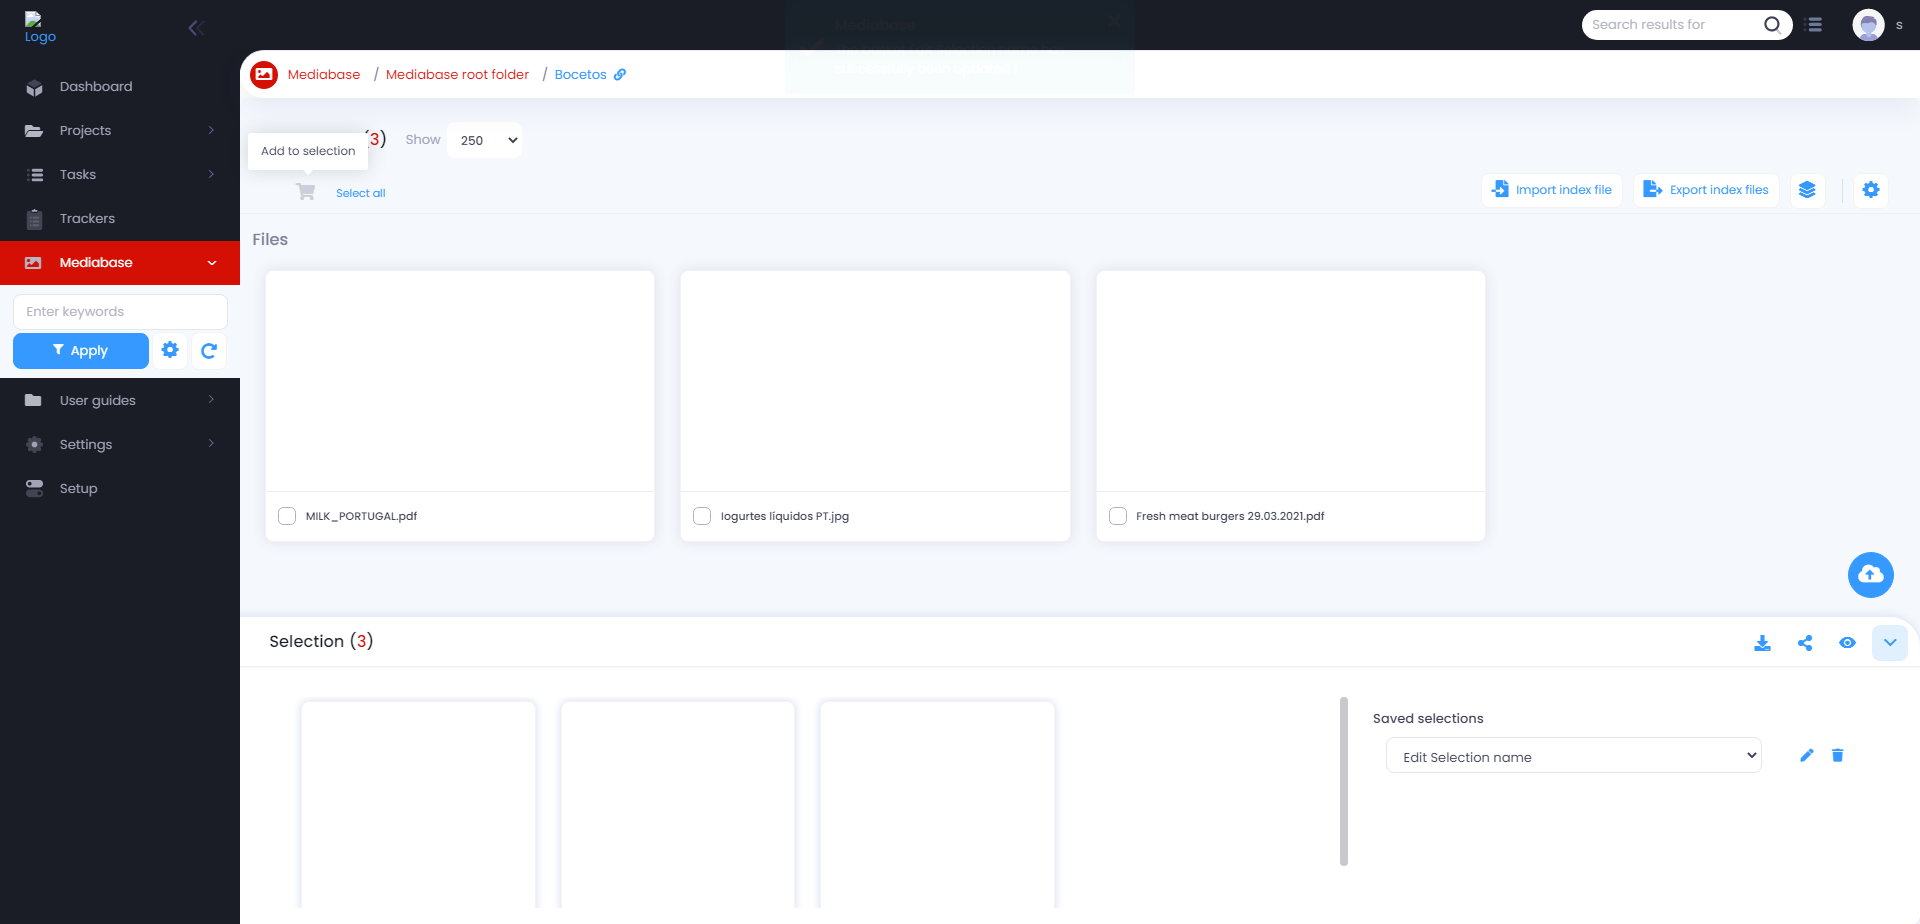 Logo
Search results for
s
Mediabase / Mediabase root folder / Bocetos
Dashboard
Projects
Tasks
Trackers
Mediabase
Enter keywords
Apply
User guides
Settings
Setup
(3)
Show
250
Add to selection
Select all
Import index file
Export index files
Files
MILK_PORTUGAL.pdf
Iogurtes líquidos PT.jpg
Fresh meat burgers 29.03.2021.pdf
Selection (3)
Saved selections
Edit Selection name